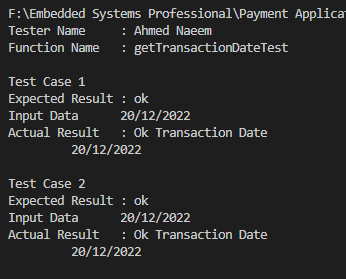 F:\Embedded Systems Professional\Payment Applicat
Tester Name : Ahmed Naeem
Function Name : getTransactionDateTest
Test Case 1
Expected Result : ok
Input Data 20/12/2022
Actual Result : Ok Transaction Date
20/12/2022
Test Case 2
Expected Result : ok
Input Data 20/12/2022
Actual Result : Ok Transaction Date
20/12/2022